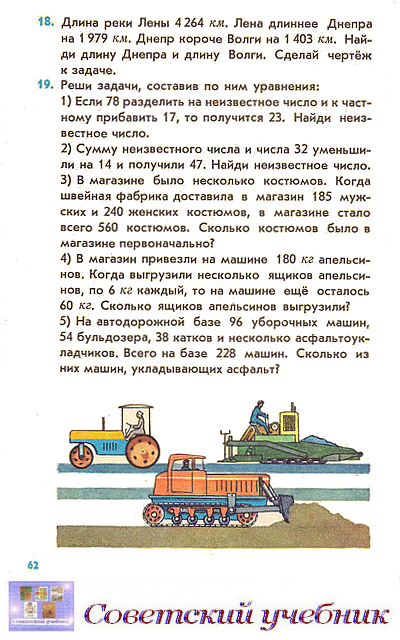 18. Длина реки Лены 4 264 км. Лена длиннее Днепра
на 1 979 км. Днепр короче Волги на 1 403 км. Най-
ди длину Днепра и длину Волги. Сделай чертёж
к задаче.
19. Реши задачи, составив по ним уравнения:
1) Если 78 разделить на неизвестное число и к част-
ному прибавить 17, то получится 23. Найди неиз-
вестное число.
2) Сумму неизвестного числа и числа 32 уменьши-
ли на 14 и получили 47. Найди неизвестное число.
3) В магазине было несколько костюмов. Когда
швейная фабрика доставила в магазин 185 муж-
ских и 240 женских костюмов, в магазине стало
всего 560 костюмов. Сколько костюмов было в
магазине первоначально?
4) В магазин привезли на машине 180 кг апельси-
нов. Когда выгрузили несколько ящиков апельси-
нов, по 6 кг каждый, то на машине ещё осталось
60 кг. Сколько ящиков апельсинов выгрузили?
5) На автодорожной базе 96 уборочных машин,
54 бульдозера, 38 катков и несколько асфальтоук-
ладчиков. Всего на базе 228 машин. Сколько из
них машин, укладывающих асфальт?
62
Советский учебник
Советский учебник